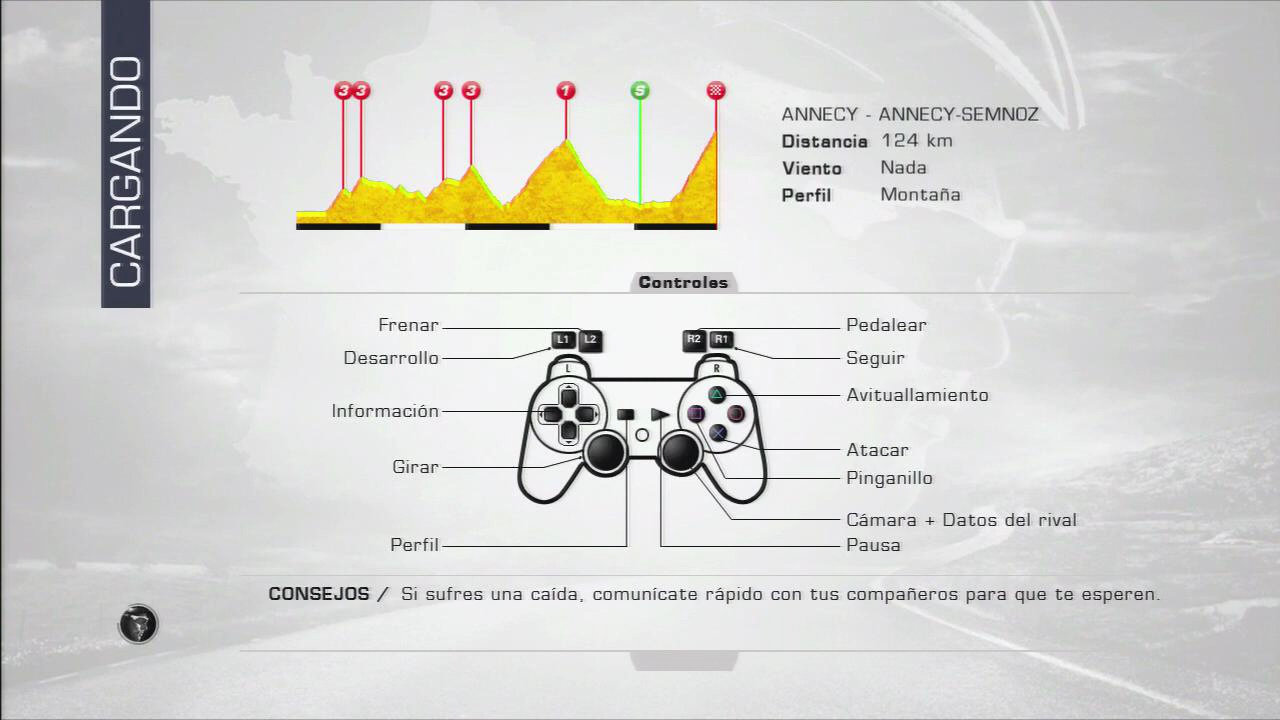 CARGANDO
3 3 3 3 1 S
ANNECY - ANNECY-SEMNOZ
Distancia 124 km
Viento Nada
Perfil Montaña
Controles
Frenar
Desarrollo
Información
Girar
Perfil
L1 L2 R2 R1
L R
Pedalear
Seguir
Avituallamiento
Atacar
Pinganillo
Cámara + Datos del rival
Pausa
CONSEJOS / Si sufres una caída, comunícate rápido con tus compañeros para que te esperen.